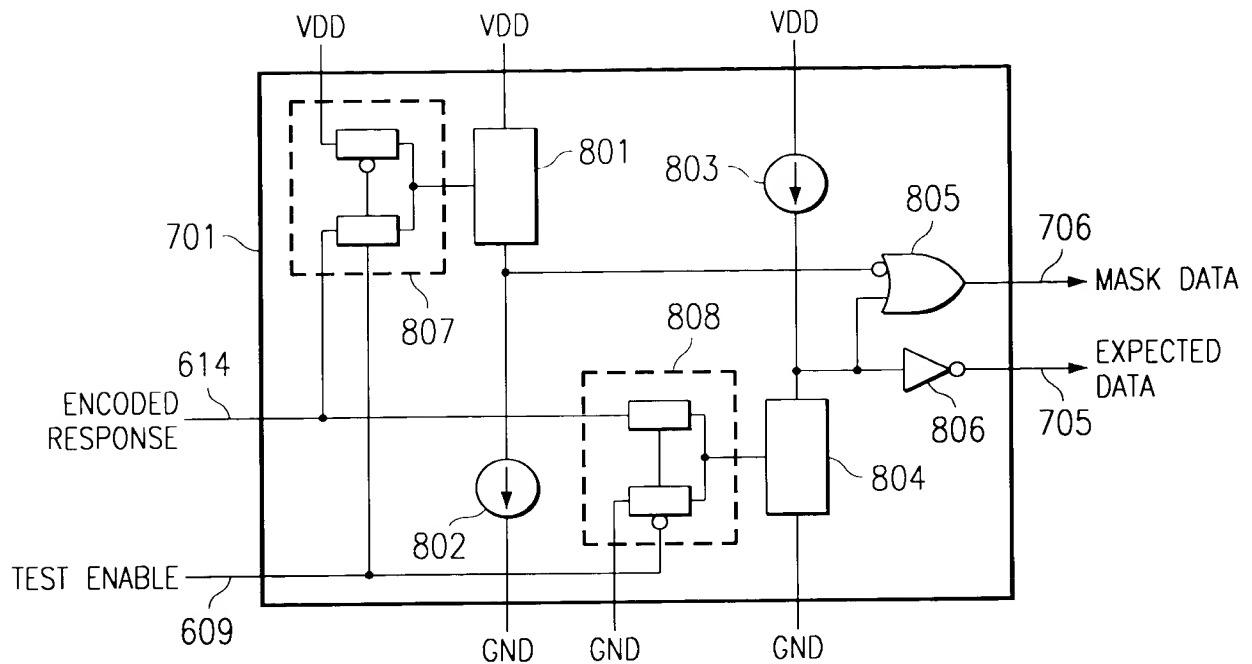 VDD
VDD
VDD
801
803
805
706
701
MASK DATA
807
808
614
EXPECTED
DATA
ENCODED
RESPONSE
806
705
804
802
TEST ENABLE
609
GND
GND
GND